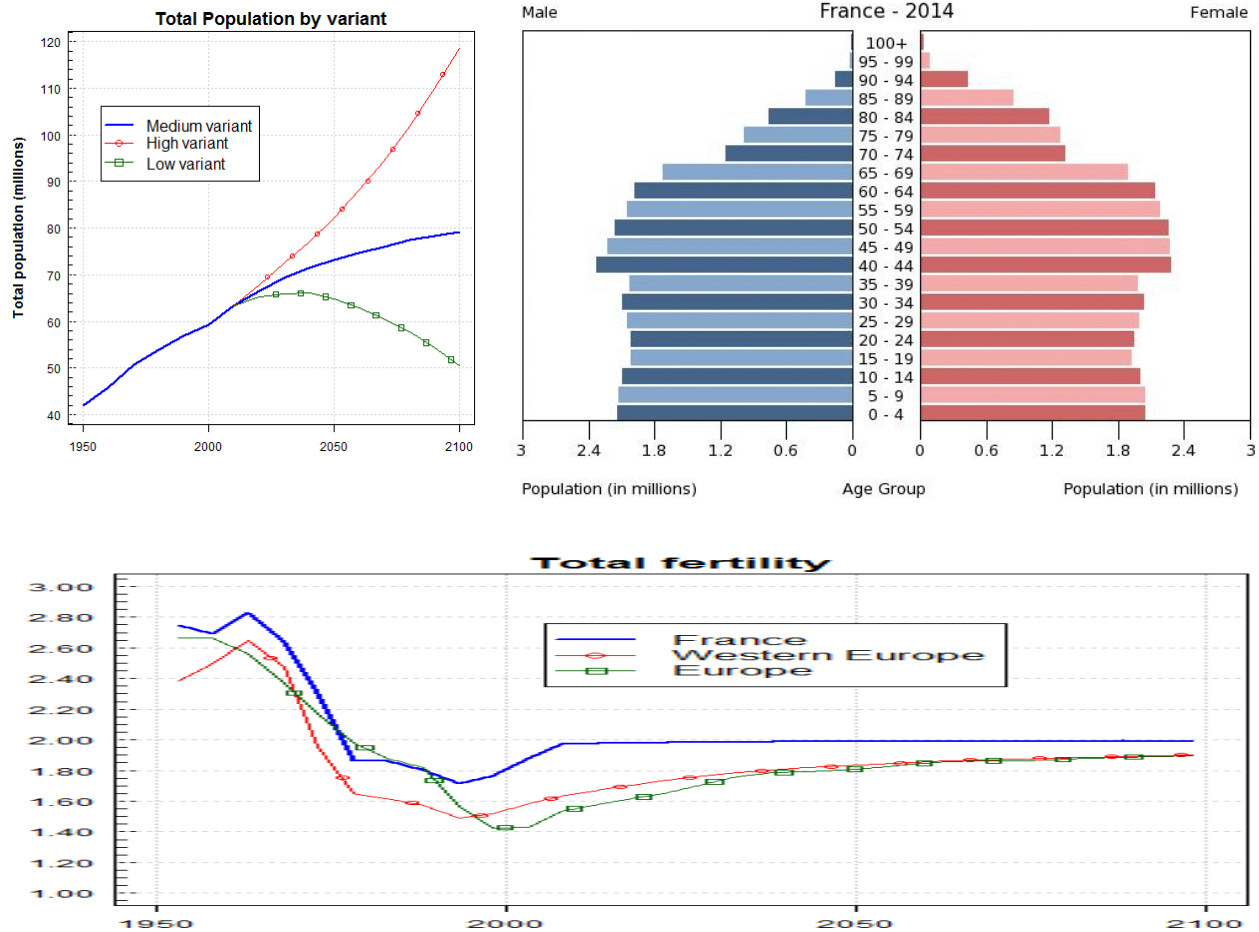 Total Population by variant
Total population (millions)
120
110
100
90
80
70
60
50
40
Medium variant
High variant
Low variant
1950 2000 2050 2100
Male France - 2014 Female
100+
95 - 99
90 - 94
85 - 89
80 - 84
75 - 79
70 - 74
65 - 69
60 - 64
55 - 59
50 - 54
45 - 49
40 - 44
35 - 39
30 - 34
25 - 29
20 - 24
15 - 19
10 - 14
5 - 9
0 - 4
3 2.4 1.8 1.2 0.6 0 0 0.6 1.2 1.8 2.4 3
Population (in millions) Age Group Population (in millions)
Total fertility
3.00
2.80
2.60
2.40
2.20
2.00
1.80
1.60
1.40
1.20
1.00
France
Western Europe
Europe
1950 2000 2050 2100